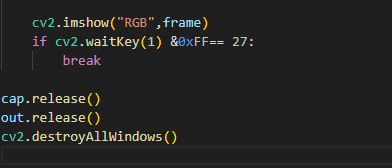 cv2.imshow("RGB",frame)
if cv2.waitKey(1) &0xFF== 27:
break
cap.release()
out.release()
cv2.destroyAllWindows()